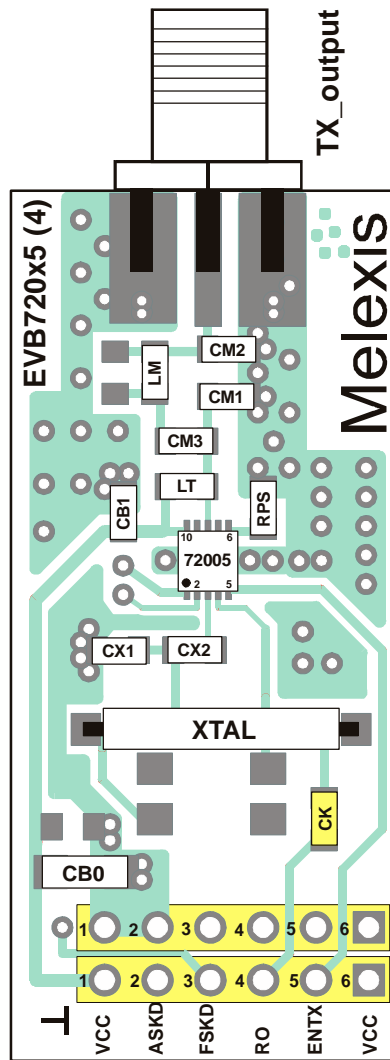 TX_output
EVB720x5 (4)
Melexis
CM2
LM
CM1
CM3
LT
CB1
RPS
10 6
72005
2 5
CX1 CX2
XTAL
CK
CB0
1 2 3 4 5 6
1 2 3 4 5 6
VCC ASKD FSKD RO ENTX VCC